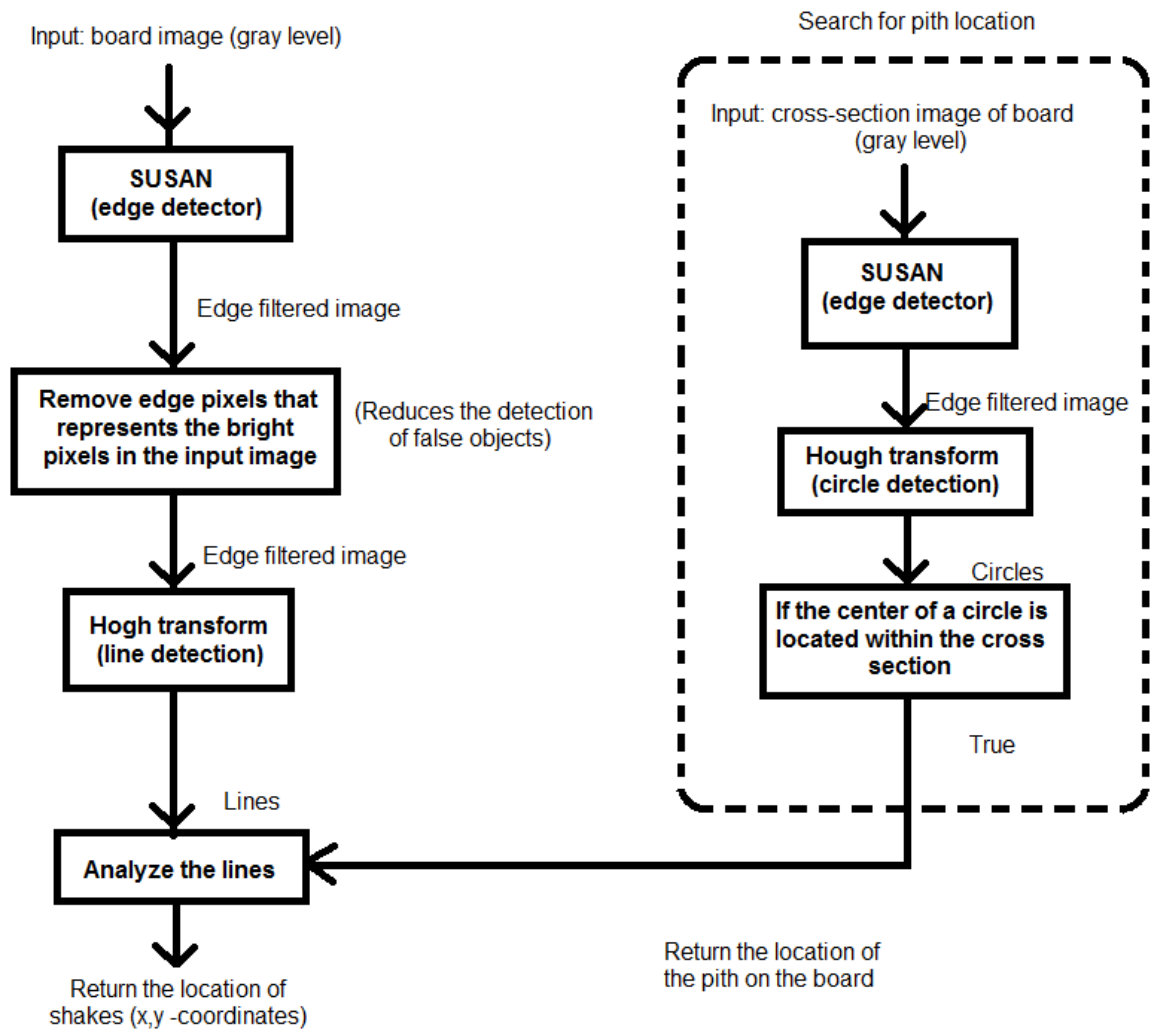 Input: board image (gray level)
SUSAN
(edge detector)
Edge filtered image
Remove edge pixels that
represents the bright
pixels in the input image
(Reduces the detection
of false objects)
Edge filtered image
Hogh transform
(line detection)
Lines
Analyze the lines
Return the location of
shakes (x,y -coordinates)
Search for pith location
Input: cross-section image of board
(gray level)
SUSAN
(edge detector)
Edge filtered image
Hough transform
(circle detection)
Circles
If the center of a circle is
located within the cross
section
True
Return the location of
the pith on the board